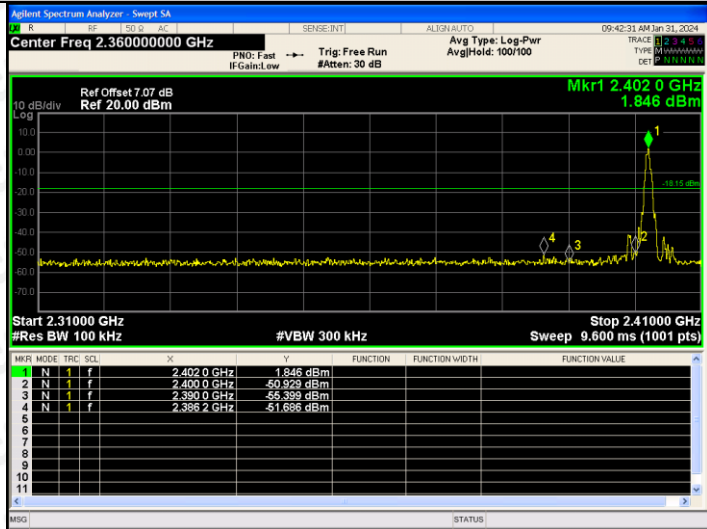 Agilent Spectrum Analyzer - Swept SA
R RF 50 Ω AC SENSE:INT ALIGN AUTO 09:42:31 AM Jan 31, 2024
Center Freq 2.360000000 GHz
PNO: Fast
IFGain:Low
Trig: Free Run
#Atten: 30 dB
Avg Type: Log-Pwr
Avg|Hold: 100/100
TRACE 1 2 3 4 5 6
TYPE M
DET P N N N N N
Ref Offset 7.07 dB
Ref 20.00 dBm
10 dB/div
Log
Mkr1 2.402 0 GHz
1.846 dBm
10.0
0.00
-10.0
-20.0
-30.0
-40.0
-50.0
-60.0
-70.0
1
-18.15 dBm
4
3
2
Start 2.31000 GHz
#Res BW 100 kHz
#VBW 300 kHz
Stop 2.41000 GHz
Sweep 9.600 ms (1001 pts)
MKR MODE TRC SCL X Y FUNCTION FUNCTION WIDTH FUNCTION VALUE
1 N 1 f 2.402 0 GHz 1.846 dBm
2 N 1 f 2.400 0 GHz -50.929 dBm
3 N 1 f 2.390 0 GHz -55.399 dBm
4 N 1 f 2.386 2 GHz -51.686 dBm
5
6
7
8
9
10
11
MSG STATUS